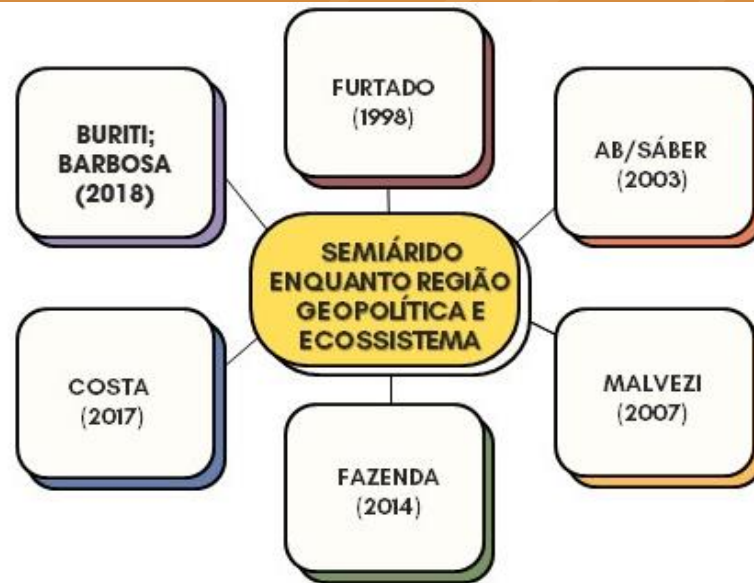 FURTADO
(1998)
BURITI;
BARBOSA
(2018)
AB/SÁBER
(2003)
SEMIÁRIDO
ENQUANTO REGIÃO
GEOPOLÍTICA E
ECOSSISTEMA
COSTA
(2017)
MALVEZI
(2007)
FAZENDA
(2014)